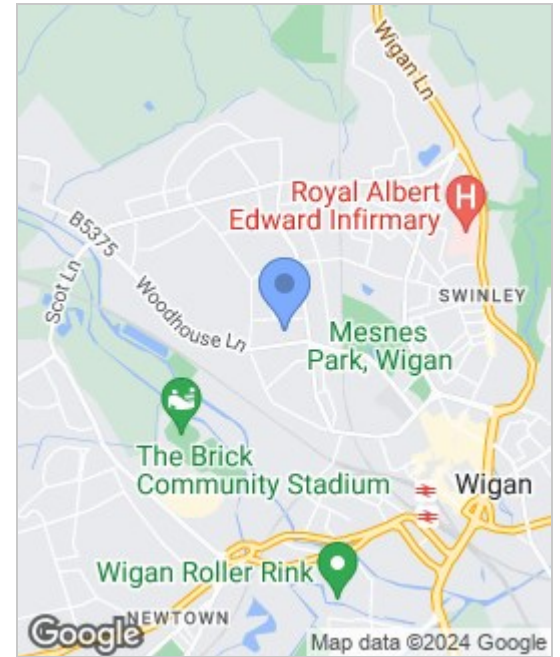 Wigan Ln
Royal Albert
Edward Infirmary
H
B5375
Scot Ln
Woodhouse Ln
SWINLEY
Mesnes
Park, Wigan
The Brick
Community Stadium
Wigan
Wigan Roller Rink
NEWTOWN
Google
Map data ©2024 Google